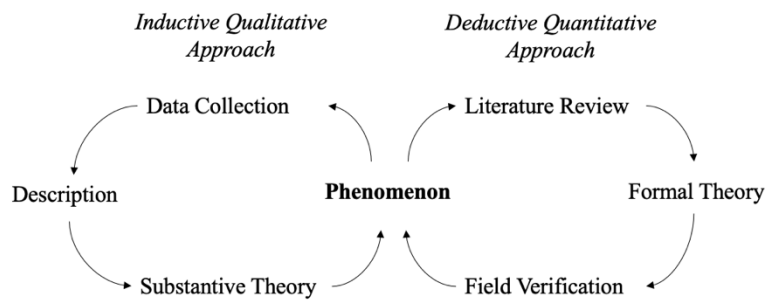 Inductive Qualitative
Approach
Deductive Quantitative
Approach
Data Collection
Literature Review
Description
Phenomenon
Formal Theory
Substantive Theory
Field Verification